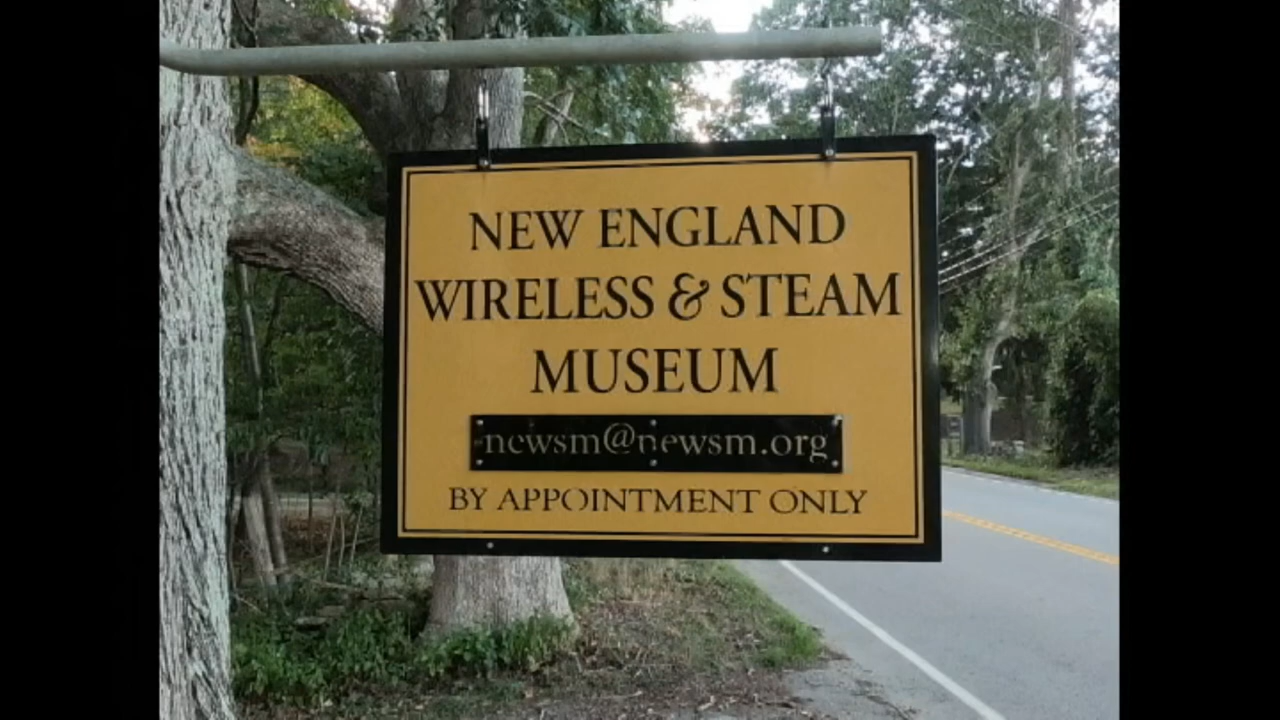 NEW ENGLAND
WIRELESS & STEAM
MUSEUM
newsm@newsm.org
BY APPOINTMENT ONLY